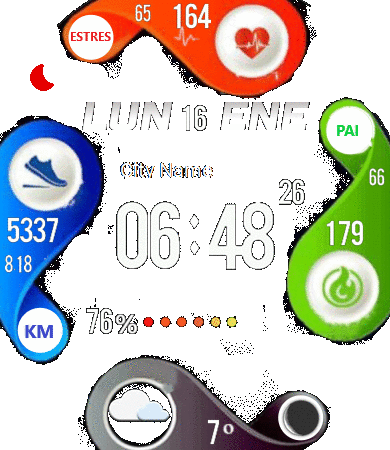 ESTRES 65 164
LUN 16 ENE
PAI
City Name
66
26
06:48
5337
179
8 18
KM
76%
7°